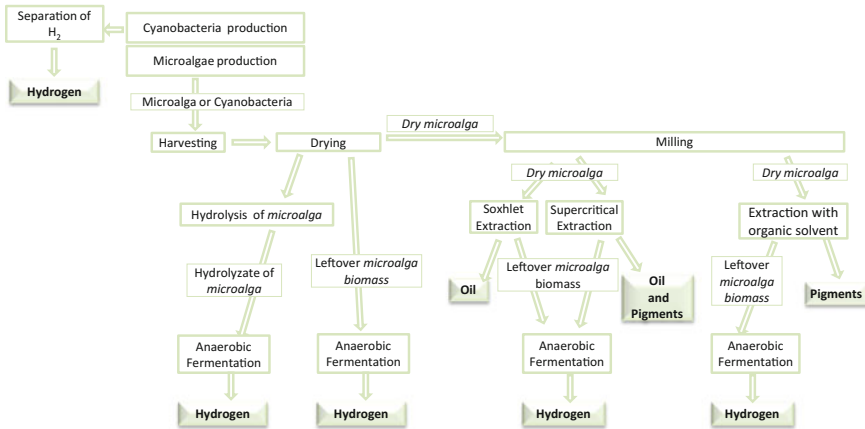 Separation of
H2
Cyanobacteria production
Microalgae production
Hydrogen
Microalga or Cyanobacteria
Dry microalga
Harvesting
Drying
Milling
Dry microalga
Dry microalga
Hydrolysis of microalga
Soxhlet
Extraction
Supercritical
Extraction
Extraction with
organic solvent
Hydrolyzate of
microalga
Leftover microalga
biomass
Oil
Leftover microalga
biomass
Oil
and
Pigments
Leftover
microalga
biomass
Pigments
Anaerobic
Fermentation
Anaerobic
Fermentation
Anaerobic
Fermentation
Anaerobic
Fermentation
Hydrogen
Hydrogen
Hydrogen
Hydrogen